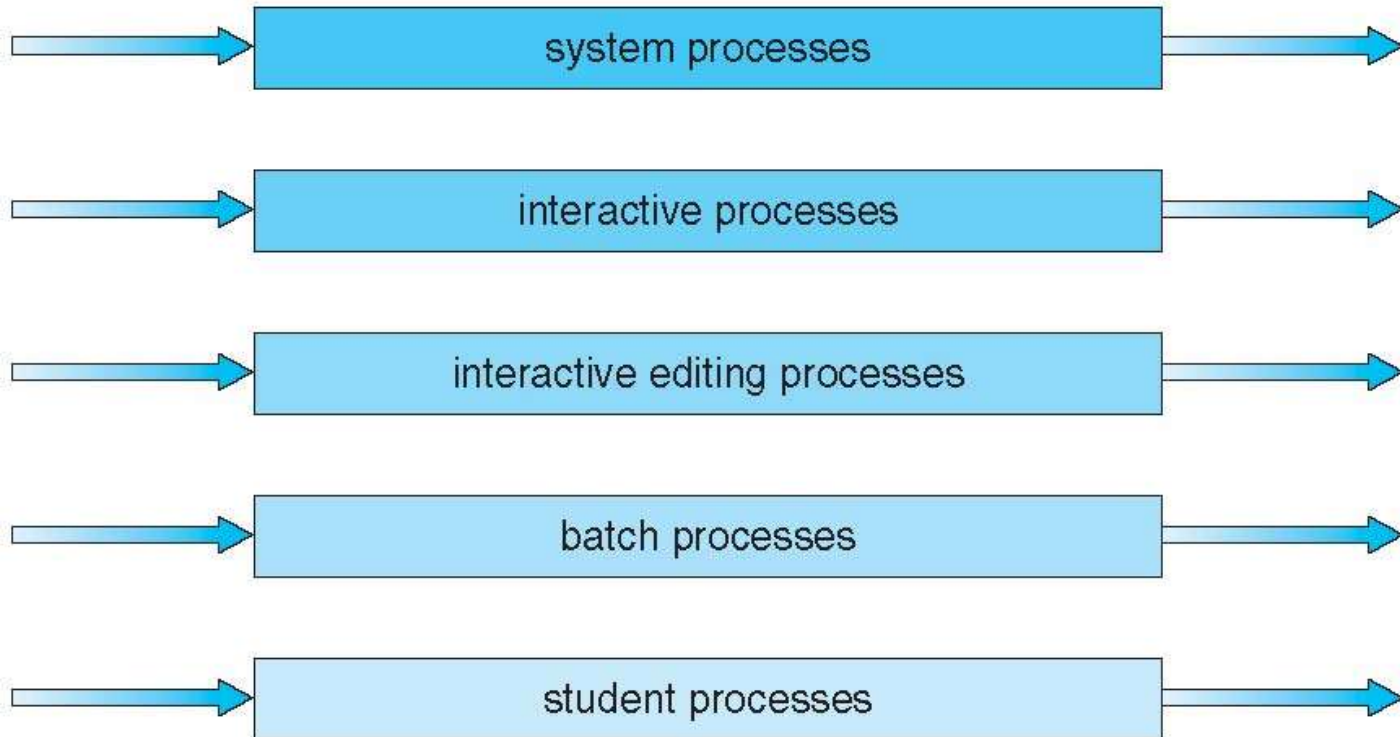 system processes
interactive processes
interactive editing processes
batch processes
student processes